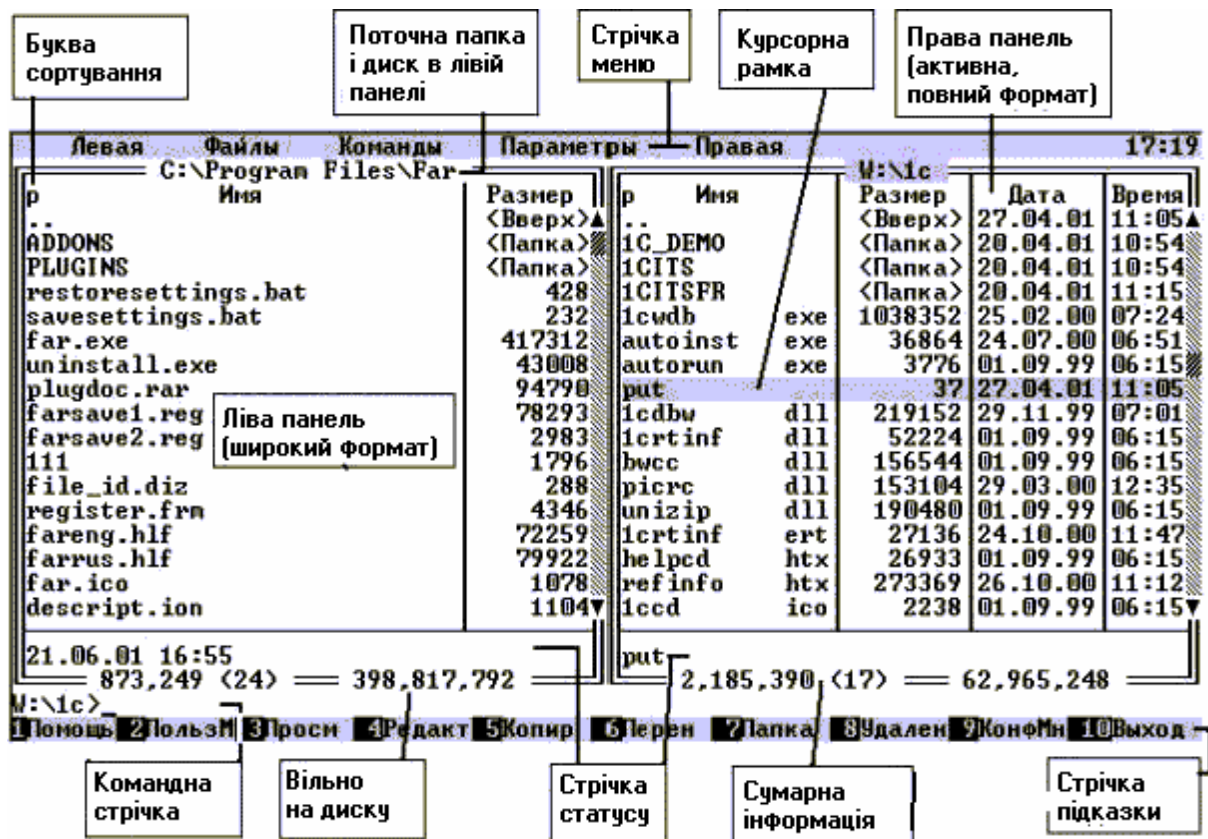 Буква
сортування
Поточна папка
і диск в лівій
панелі
Стрічка
меню
Курсорна
рамка
Права панель
(активна,
повний формат)
Левая Файлы Команды Параметры Правая 17:19
C:\Program Files\Far
р Имя Размер
.. <Вверх>
ADDONS <Папка>
PLUGINS <Папка>
restoresettings.bat 428
savesettings.bat 232
far.exe 417312
uninstall.exe 43008
plugdoc.rar 94790
farsave1.reg 78293
farsave2.reg 2983
111 1796
file_id.diz 288
register.frm 4346
fareng.hlf 72259
farrus.hlf 79922
far.ico 1078
descript.ion 1104
21.06.01 16:55
873,249 (24) 398,817,792
Ліва панель
(широкий формат)
W:\1c
р Имя Размер Дата Время
.. <Вверх> 27.04.01 11:05
1C_DEMO <Папка> 20.04.01 10:54
1CITS <Папка> 20.04.01 10:54
1CITSFR <Папка> 20.04.01 11:15
1cwdb exe 1038352 25.02.00 07:24
autoinst exe 36864 24.07.00 06:51
autorun exe 3776 01.09.99 06:15
put 37 27.04.01 11:05
1cdbw dll 219152 29.11.99 07:01
1crtinf dll 52224 01.09.99 06:15
bwcc dll 156544 01.09.99 06:15
picrc dll 153104 29.03.00 12:35
unizip dll 190480 01.09.99 06:15
1crtinf ert 27136 24.10.00 11:47
helpcd htx 26933 01.09.99 06:15
refinfo htx 273369 26.10.00 11:12
1ccd ico 2238 01.09.99 06:15
put
2,185,390 (17) 62,965,248
W:\1c>_
1Помощь 2ПользМ 3Просм 4Редакт 5Копир 6Перен 7Папка 8Удален 9КонфМн 10Выход
Командна
стрічка
Вільно
на диску
Стрічка
статусу
Сумарна
інформація
Стрічка
підказки